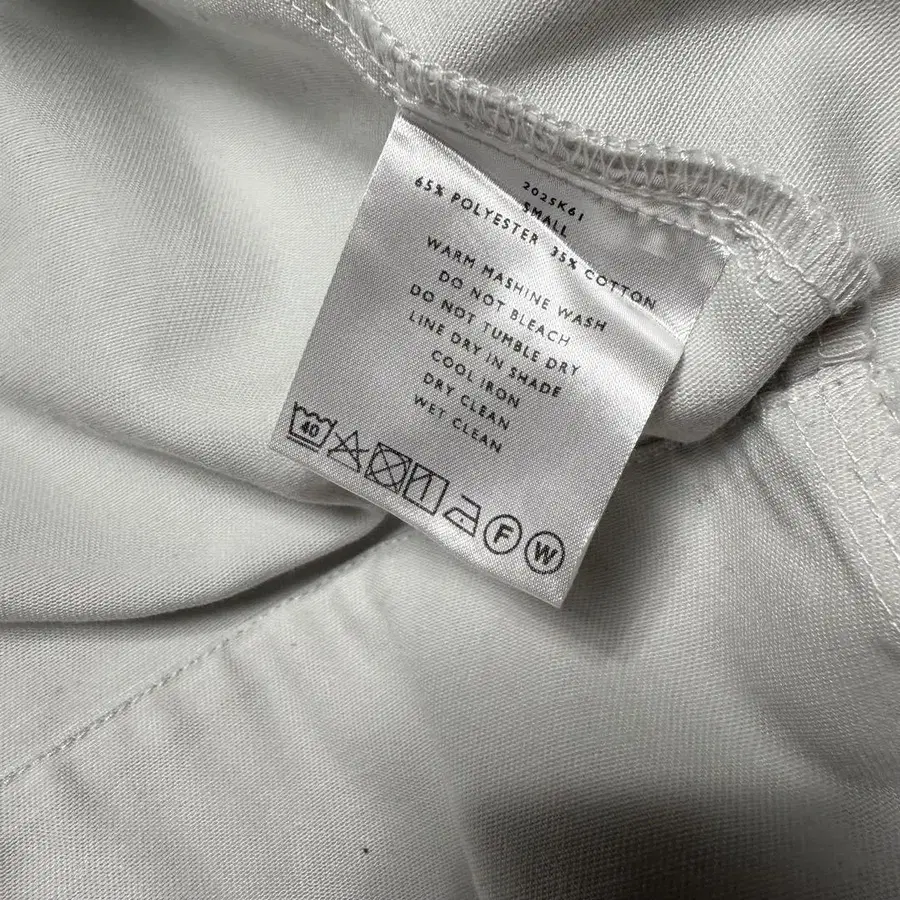 2025K61
SMALL
65% POLYESTER 35% COTTON
WARM MASHINE WASH
DO NOT BLEACH
DO NOT TUMBLE DRY
LINE DRY IN SHADE
COOL IRON
DRY CLEAN
WET CLEAN
40
F
W